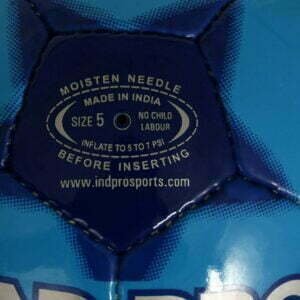 MOISTEN NEEDLE
MADE IN INDIA
SIZE 5
NO CHILD
LABOUR
INFLATE TO 5 TO 7 PSI
BEFORE INSERTING
www.indprosports.com